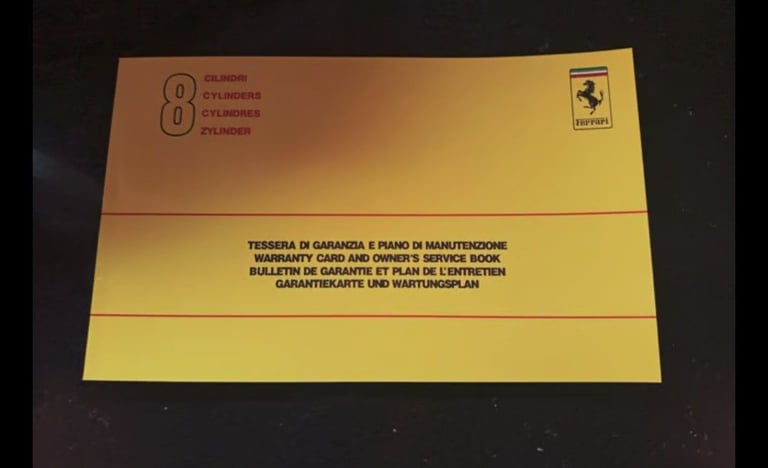 8
CILINDRI
CYLINDERS
CYLINDRES
ZYLINDER
Ferrari
TESSERA DI GARANZIA E PIANO DI MANUTENZIONE
WARRANTY CARD AND OWNER'S SERVICE BOOK
BULLETIN DE GARANTIE ET PLAN DE L'ENTRETIEN
GARANTIEKARTE UND WARTUNGSPLAN